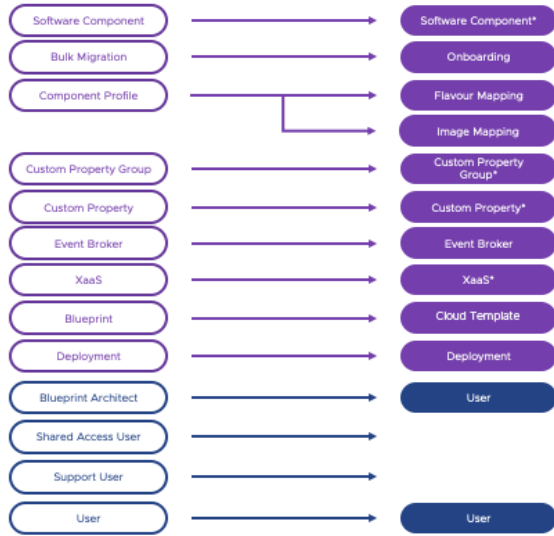 Software Component
Software Component*
Bulk Migration
Onboarding
Component Profile
Flavour Mapping
Image Mapping
Custom Property Group
Custom Property
Group*
Custom Property
Custom Property*
Event Broker
Event Broker
XaaS
XaaS*
Blueprint
Cloud Template
Deployment
Deployment
Blueprint Architect
User
Shared Access User
Support User
User
User